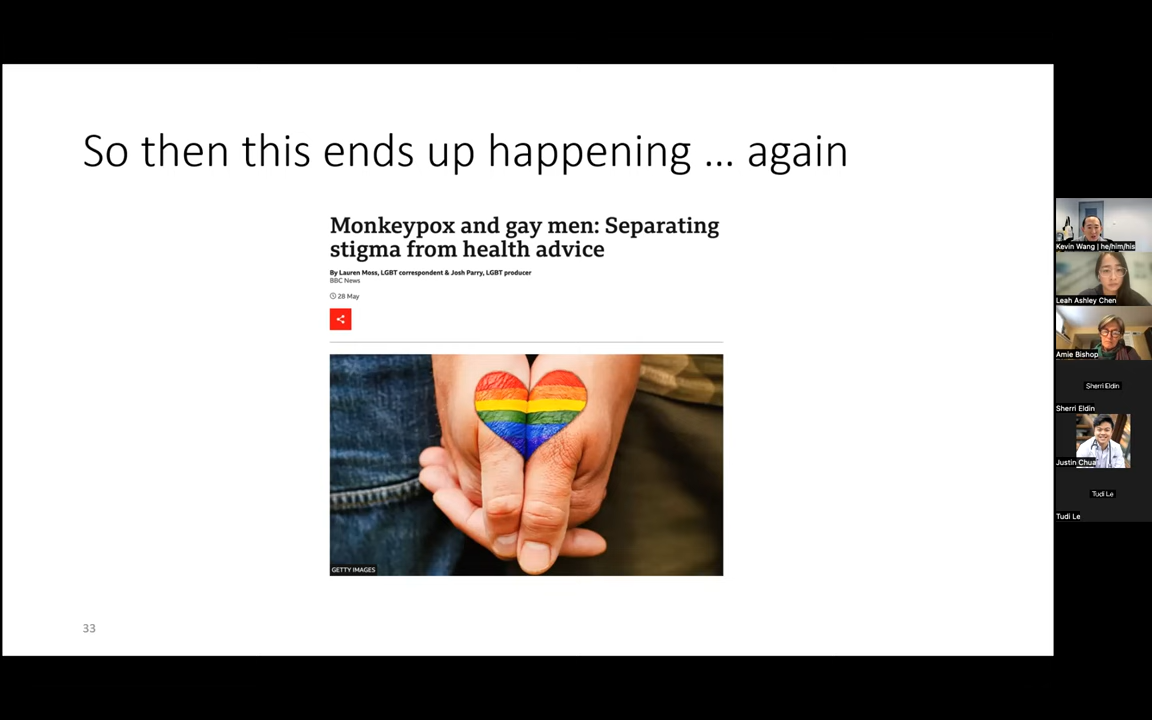 So then this ends up happening ... again
Monkeypox and gay men: Separating
stigma from health advice
By Lauren Moss, LGBT correspondent & Josh Parry, LGBT producer
BBC News
28 May
GETTY IMAGES
33
Kevin Wang | he/him/his
Leah Ashley Chen
Amie Bishop
Sherri Eldin
Sherri Eldin
Justin Chua
Tudi Le
Tudi Le